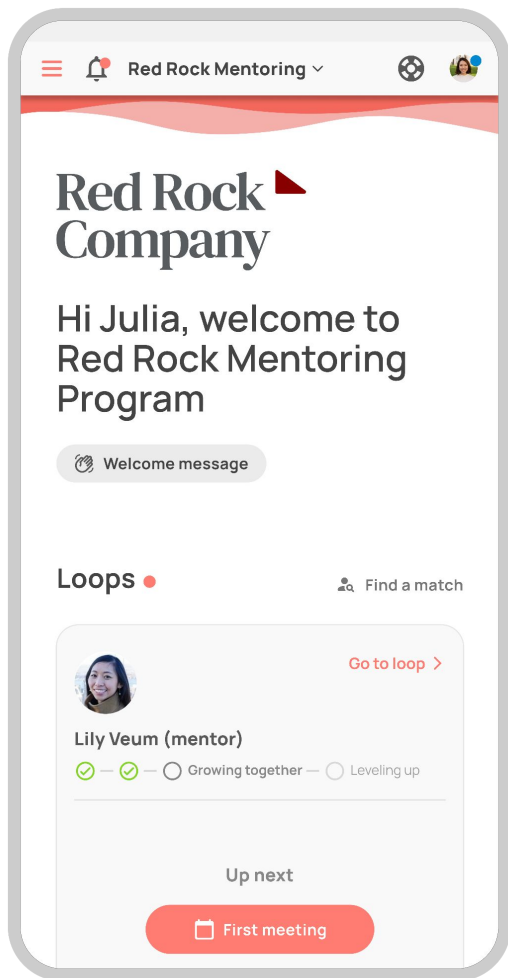 Red Rock Mentoring
Red Rock
Company
Hi Julia, welcome to
Red Rock Mentoring
Program
Welcome message
Loops
Find a match
Go to loop
Lily Veum (mentor)
Growing together
Leveling up
Up next
First meeting